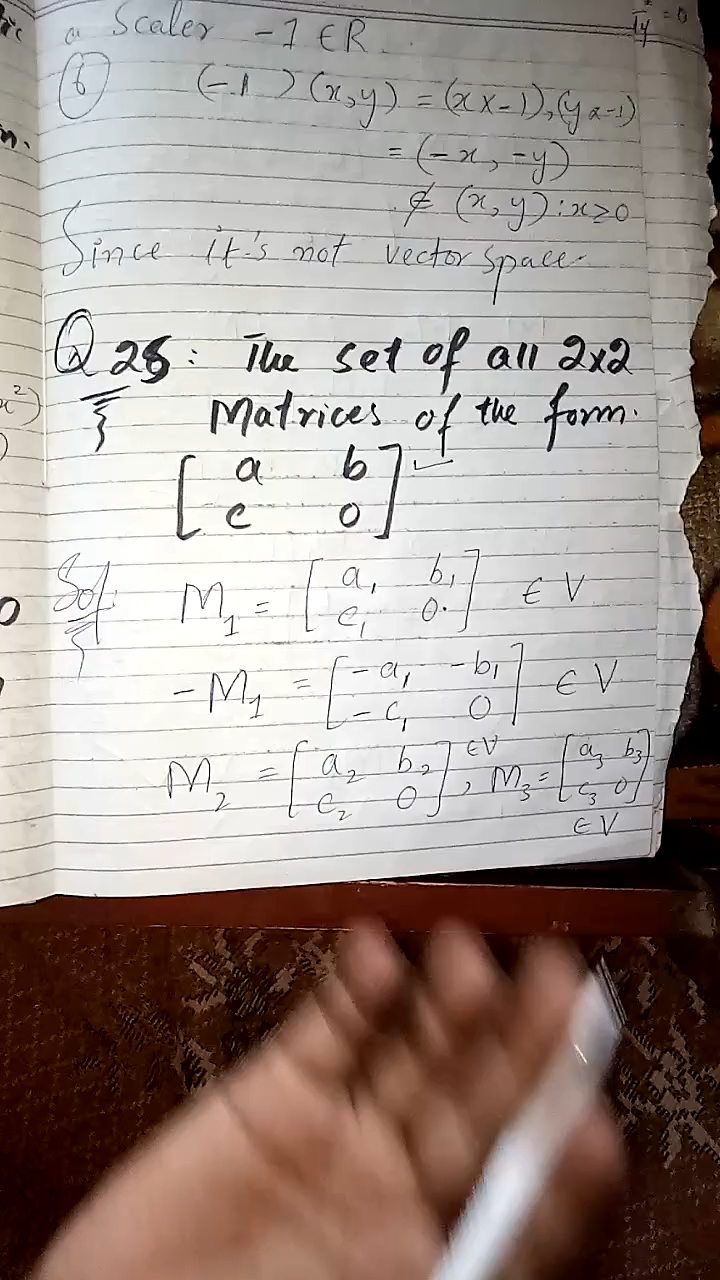 a Scaler -1 ∈R.
6 (-1)(x,y) = (x x-1),(y x-1)
= (-x, -y)
∉ (x,y):x≥0
Since it's not vector space.
Q 25: The set of all 2x2
Matrices of the form.
[a b
c 0]
Sol: M1 = [a1 b1
c1 0.] ∈ V
-M1 = [-a1 -b1
-c1 0] ∈ V
M2 = [a2 b2
c2 0] ∈V, M3 = [a3 b3
c3 0]
∈ V